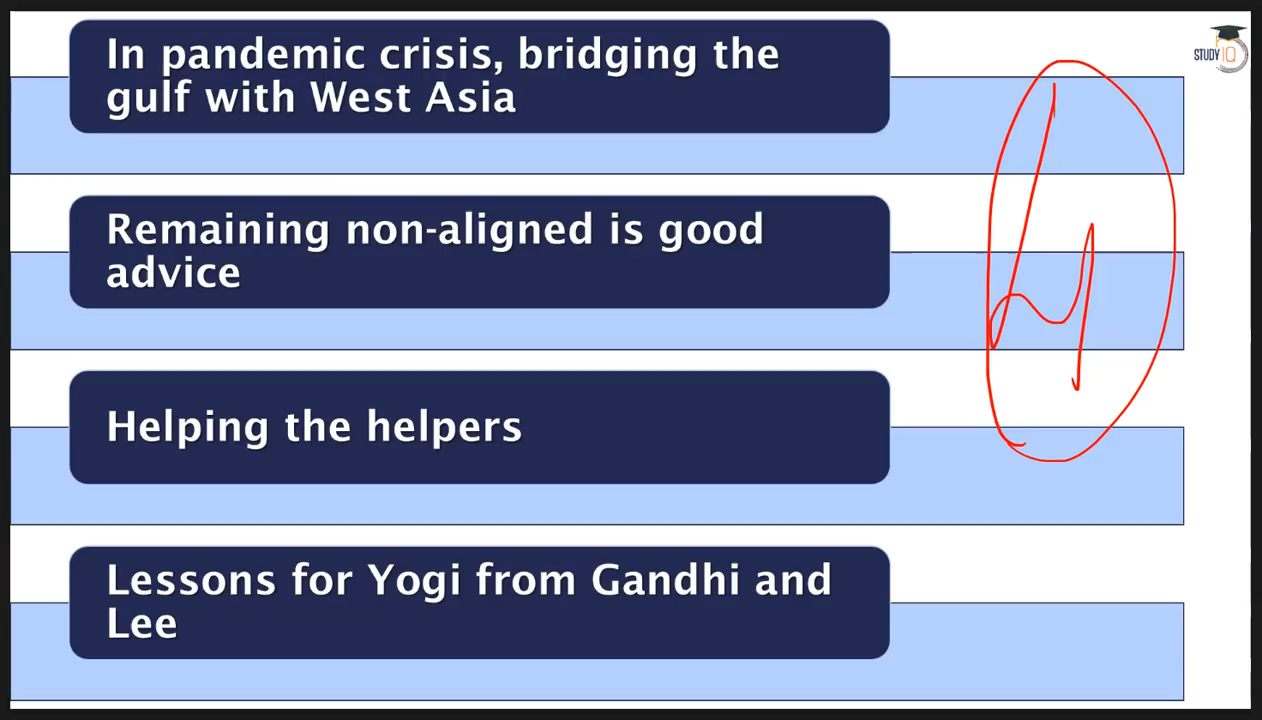 In pandemic crisis, bridging the
gulf with West Asia
STUDY IQ
Remaining non-aligned is good
advice
4
Helping the helpers
Lessons for Yogi from Gandhi and
Lee